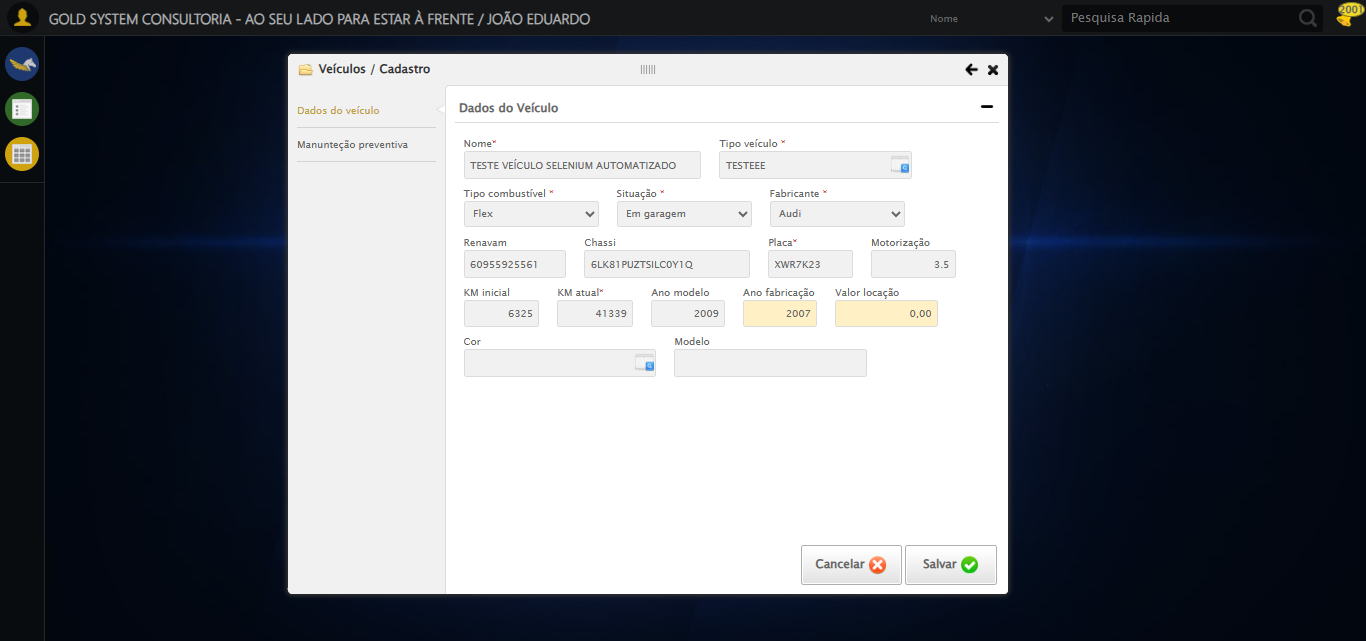 GOLD SYSTEM CONSULTORIA - AO SEU LADO PARA ESTAR À FRENTE / JOÃO EDUARDO
Nome
Pesquisa Rapida
2001
Veículos / Cadastro
Dados do veículo
Manunteção preventiva
Dados do Veículo
Nome* Tipo veículo *
TESTE VEÍCULO SELENIUM AUTOMATIZADO TESTEEE
Tipo combustível * Situação * Fabricante *
Flex Em garagem Audi
Renavam Chassi Placa* Motorização
60955925561 6LK81PUZTSILC0Y1Q XWR7K23 3.5
KM inicial KM atual* Ano modelo Ano fabricação Valor locação
6325 41339 2009 2007 0,00
Cor Modelo
Cancelar Salvar